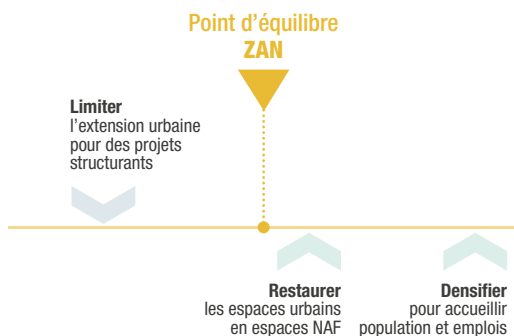 Point d’équilibre
ZAN
Limiter
l’extension urbaine
pour des projets
structurants
Restaurer
les espaces urbains
en espaces NAF
Densifier
pour accueillir
population et emplois